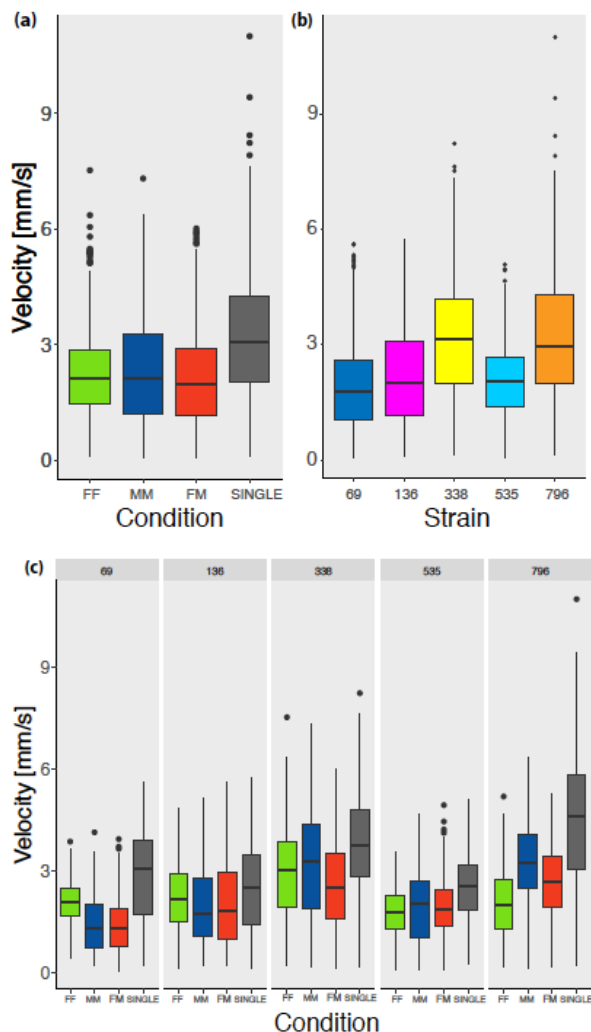 (a)
Velocity [mm/s]
9
6
3
0
FF MM FM SINGLE
Condition
(b)
9
6
3
0
69 136 338 535 796
Strain
(c)
69 136 338 535 796
Velocity [mm/s]
9
6
3
0
FF MM FM SINGLE FF MM FM SINGLE FF MM FM SINGLE FF MM FM SINGLE FF MM FM SINGLE
Condition